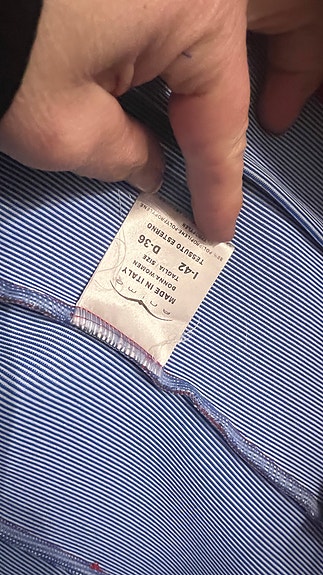 MADE IN ITALY
DONNA/WOMEN
TAGLIA/SIZE
I-42 D-36
TESSUTO ESTERNO